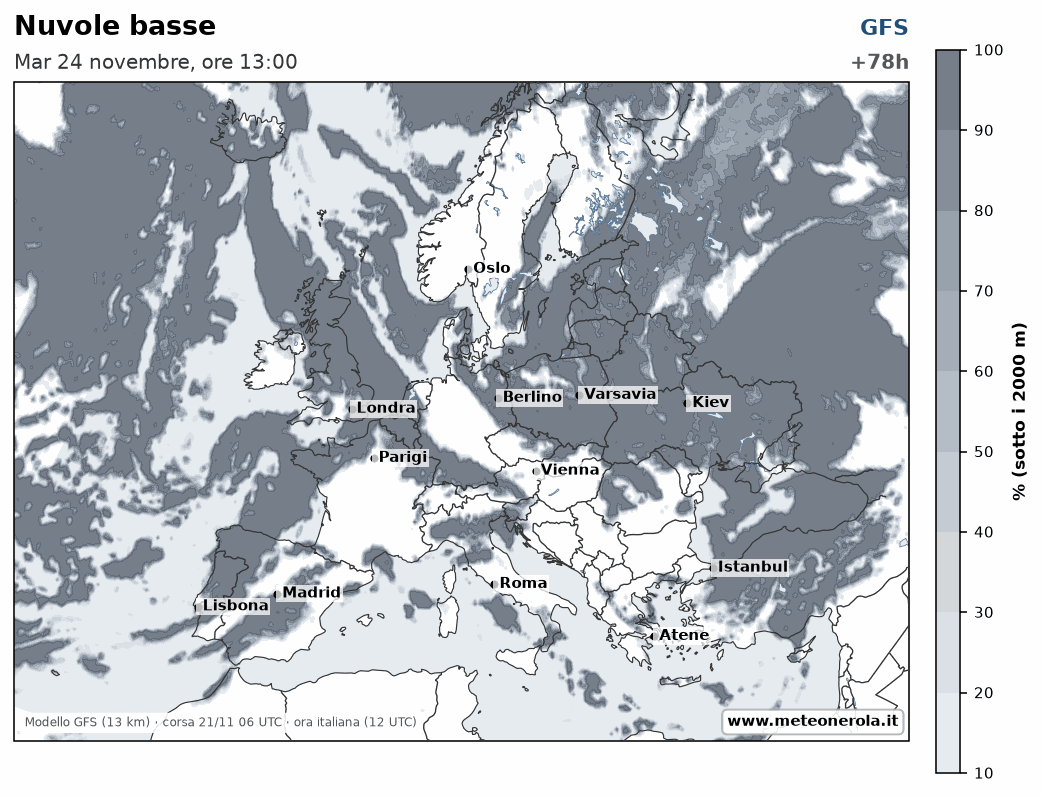 Nuvole basse
GFS
Mar 24 novembre, ore 13:00
+78h
100
90
80
70
60
50
40
30
20
10
% (sotto i 2000 m)
Oslo
Berlino
Varsavia
Kiev
Londra
Parigi
Vienna
Istanbul
Roma
Madrid
Lisbona
Atene
Modello GFS (13 km) · corsa 21/11 06 UTC · ora italiana (12 UTC)
www.meteonerola.it